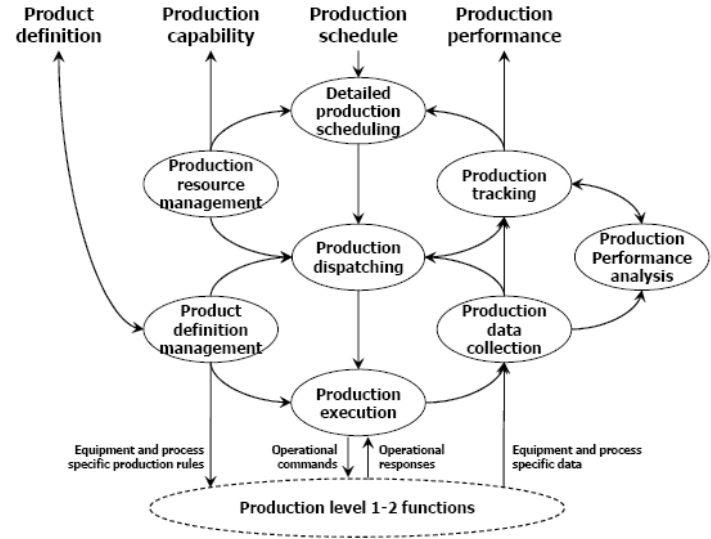 Product
definition
Production
capability
Production
schedule
Production
performance
Detailed
production
scheduling
Production
resource
management
Production
tracking
Production
dispatching
Production
Performance
analysis
Product
definition
management
Production
data
collection
Production
execution
Equipment and process
specific production rules
Operational
commands
Operational
responses
Equipment and process
specific data
Production level 1-2 functions